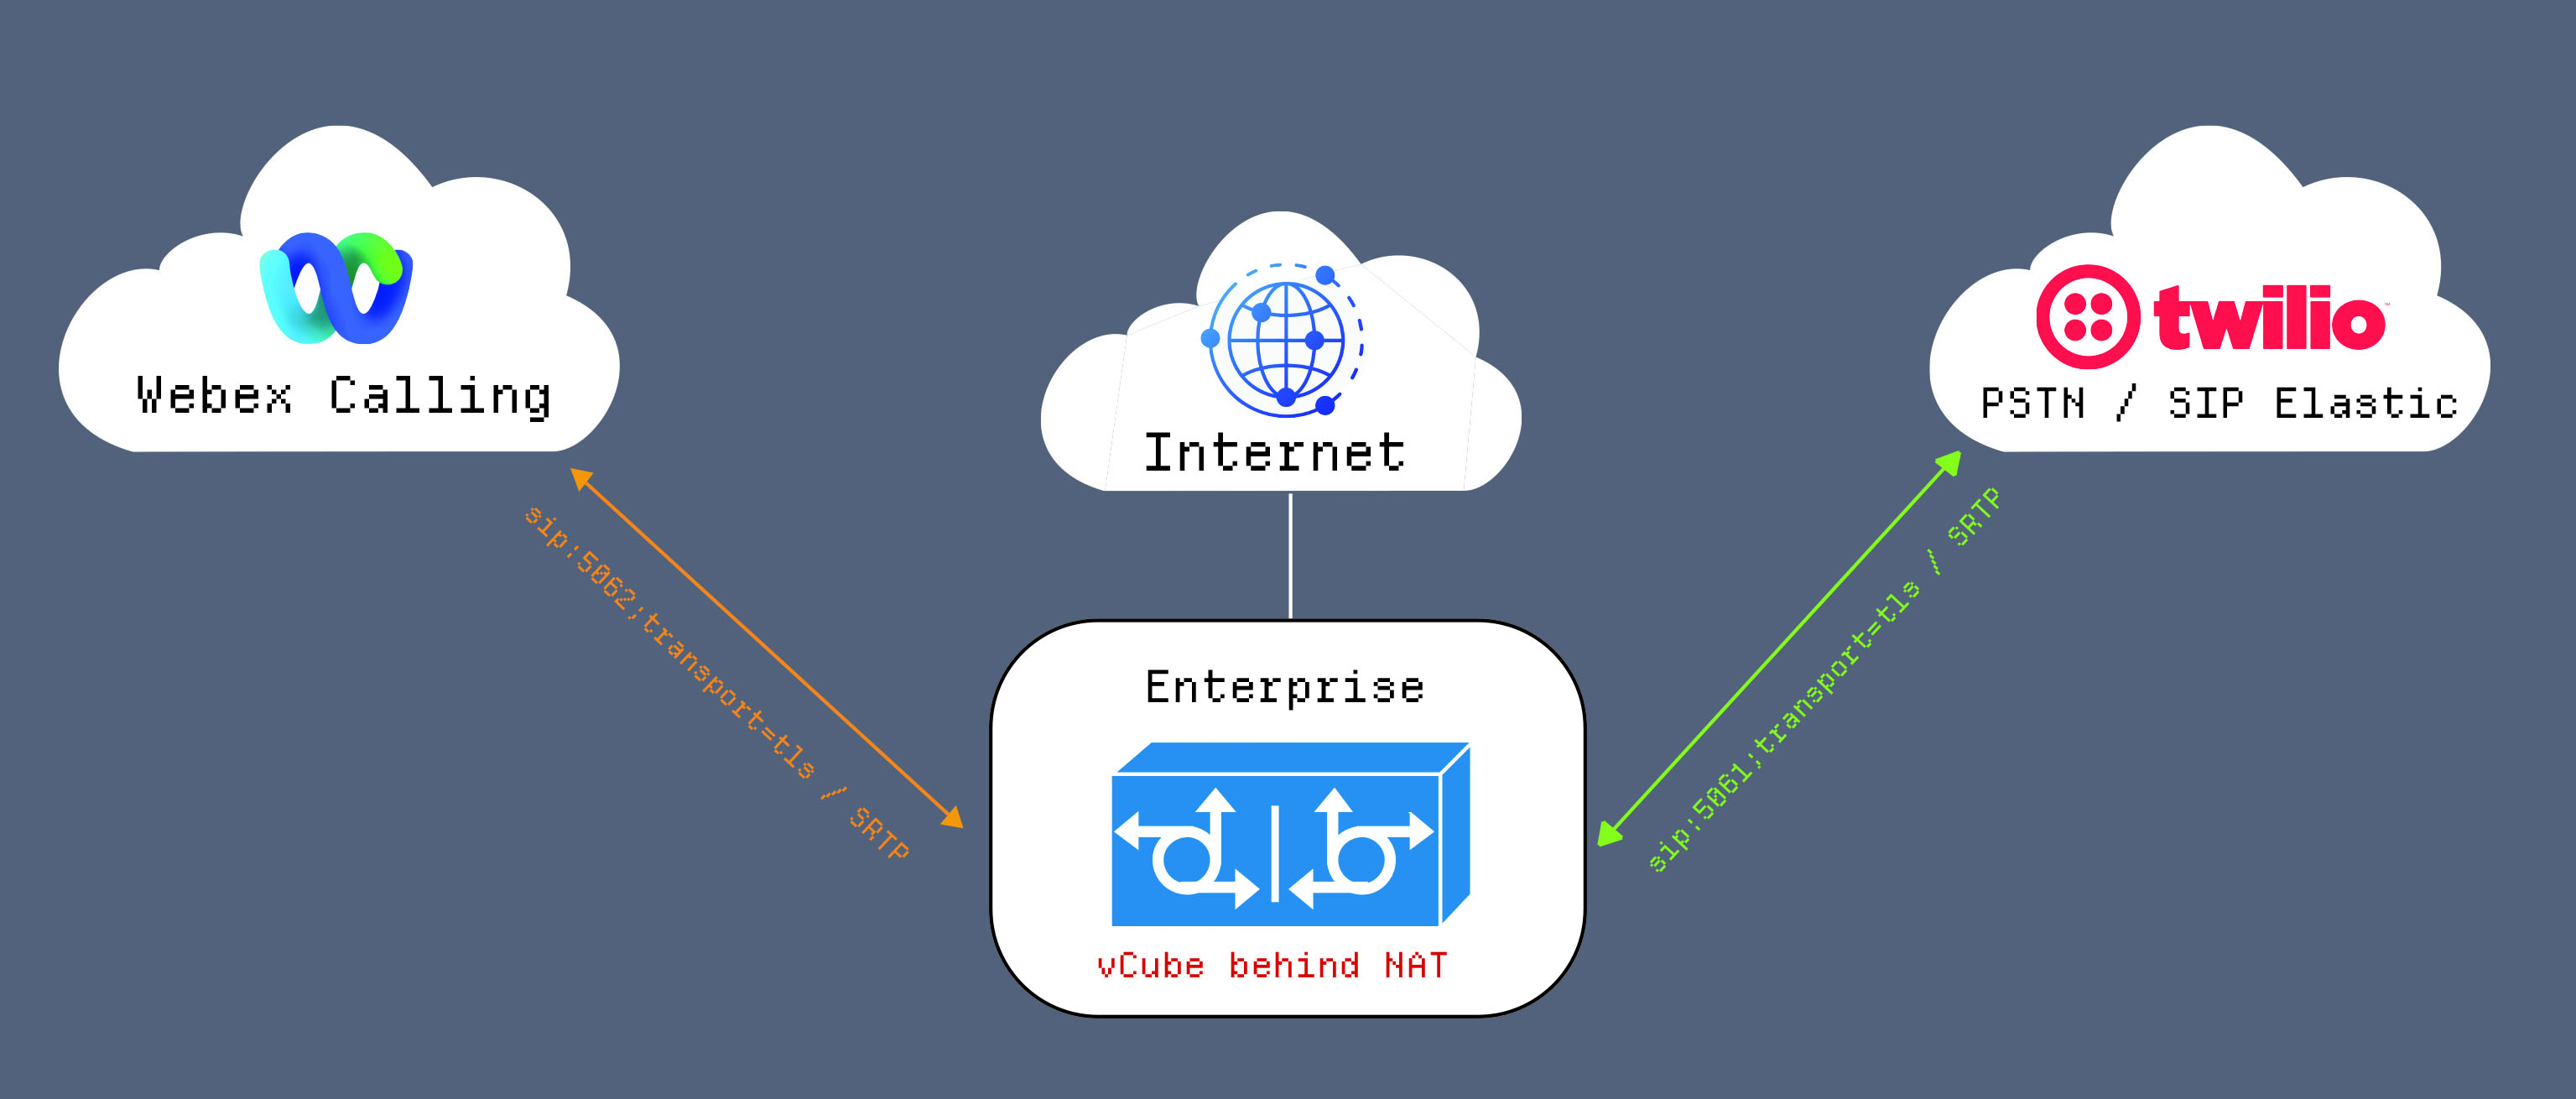 Webex Calling
Internet
twilio™
PSTN / SIP Elastic
sip:5062;transport=tls / SRTP
sip:5061;transport=tls / SRTP
Enterprise
vCube behind NAT